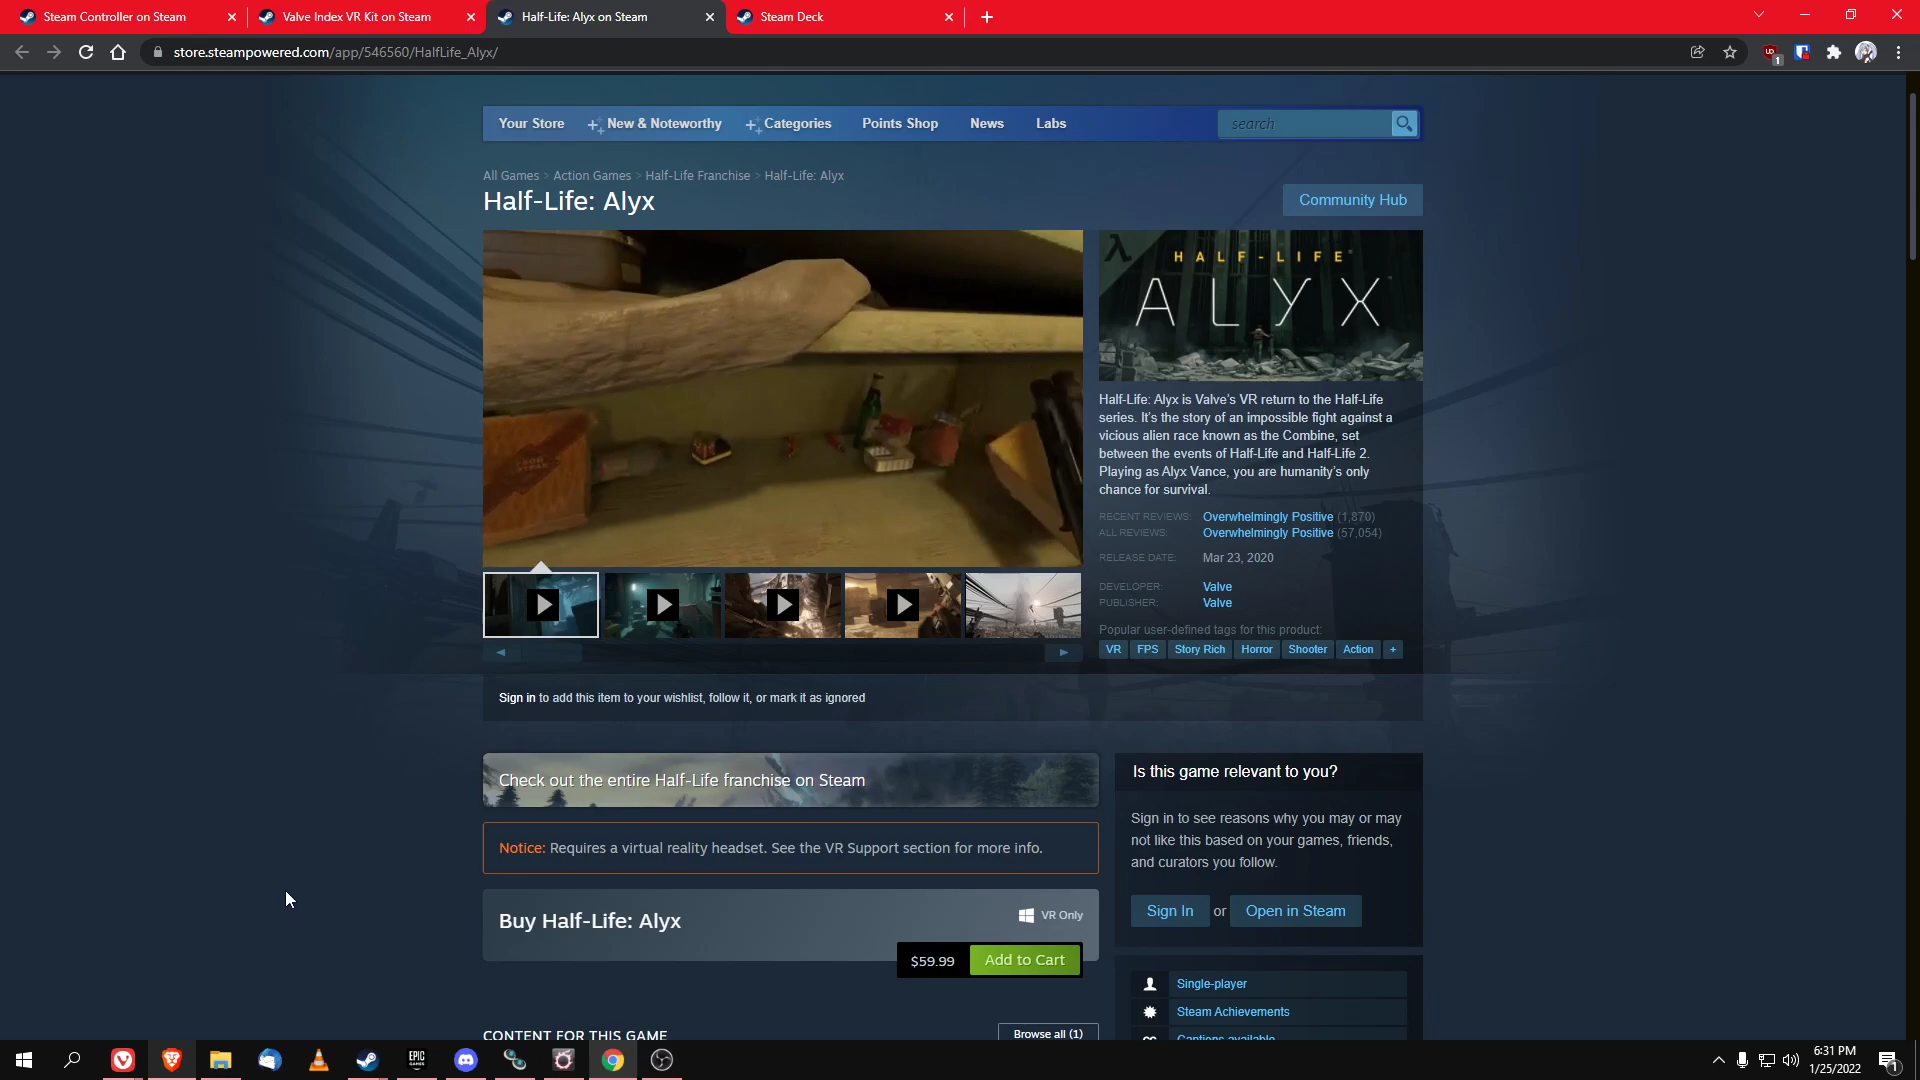 Steam Controller on Steam
Valve Index VR Kit on Steam
Half-Life: Alyx on Steam
Steam Deck
store.steampowered.com/app/546560/HalfLife_Alyx/
1
Your Store
New & Noteworthy
Categories
Points Shop
News
Labs
search
All Games > Action Games > Half-Life Franchise > Half-Life: Alyx
Half-Life: Alyx
Community Hub
HALF-LIFE
ALYX
Half-Life: Alyx is Valve's VR return to the Half-Life
series. It's the story of an impossible fight against a
vicious alien race known as the Combine, set
between the events of Half-Life and Half-Life 2.
Playing as Alyx Vance, you are humanity's only
chance for survival.
RECENT REVIEWS: Overwhelmingly Positive (1,870)
ALL REVIEWS: Overwhelmingly Positive (57,054)
RELEASE DATE: Mar 23, 2020
DEVELOPER: Valve
PUBLISHER: Valve
Popular user-defined tags for this product:
VR FPS Story Rich Horror Shooter Action +
Sign in to add this item to your wishlist, follow it, or mark it as ignored
Check out the entire Half-Life franchise on Steam
Notice: Requires a virtual reality headset. See the VR Support section for more info.
Buy Half-Life: Alyx
VR Only
$59.99
Add to Cart
Is this game relevant to you?
Sign in to see reasons why you may or may
not like this based on your games, friends,
and curators you follow.
Sign In or Open in Steam
Single-player
Steam Achievements
Captions available
CONTENT FOR THIS GAME
Browse all (1)
EPIC
GAMES
6:31 PM
1/25/2022
1